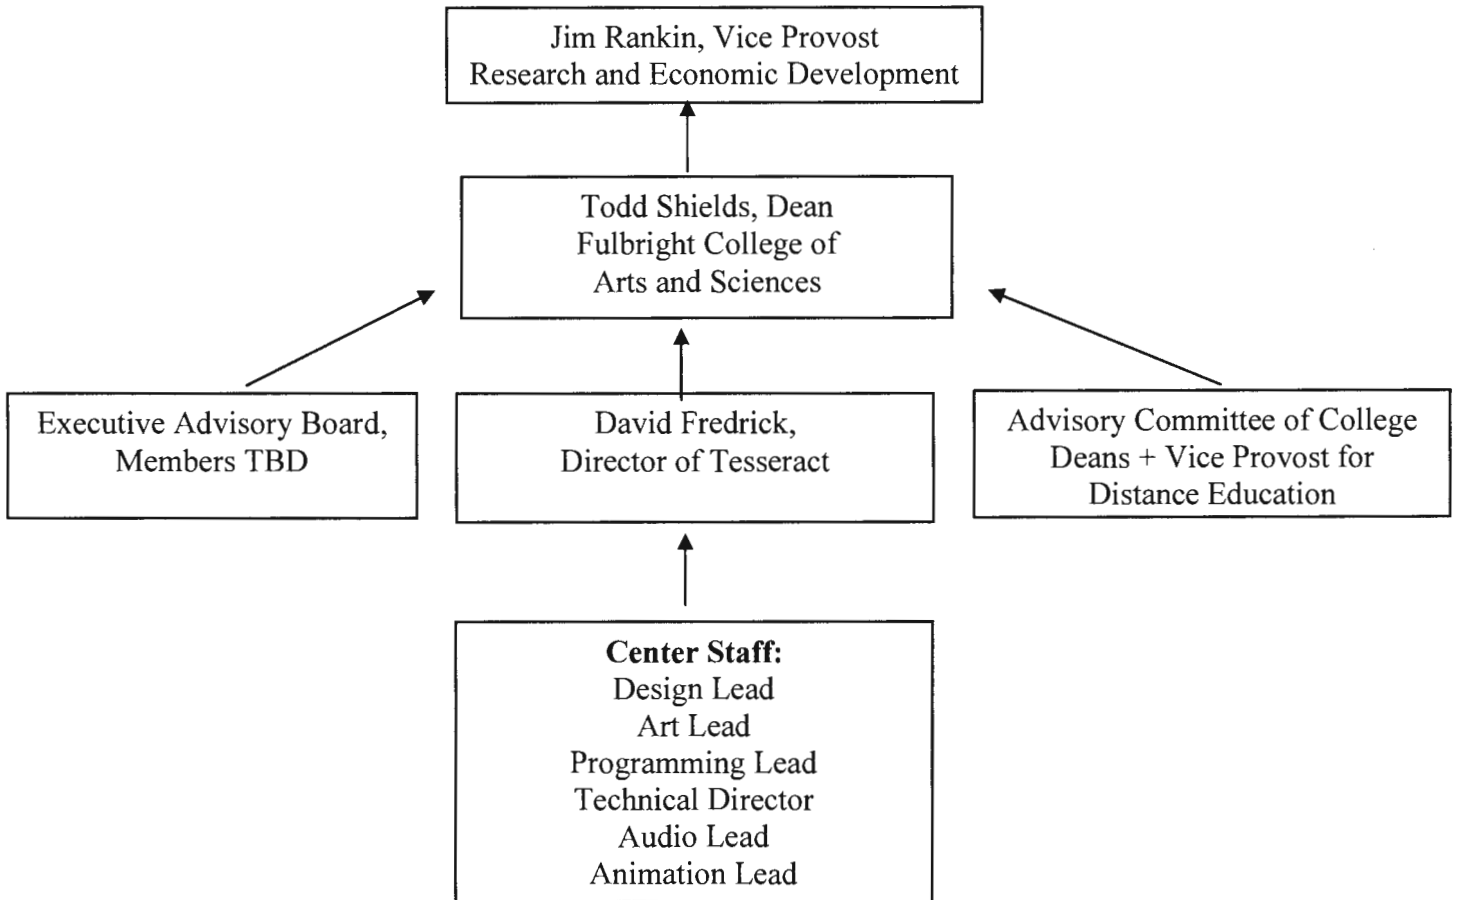 Jim Rankin, Vice Provost
Research and Economic Development
Todd Shields, Dean
Fulbright College of
Arts and Sciences
Executive Advisory Board,
Members TBD
David Fredrick,
Director of Tesseract
Advisory Committee of College
Deans + Vice Provost for
Distance Education
Center Staff:
Design Lead
Art Lead
Programming Lead
Technical Director
Audio Lead
Animation Lead